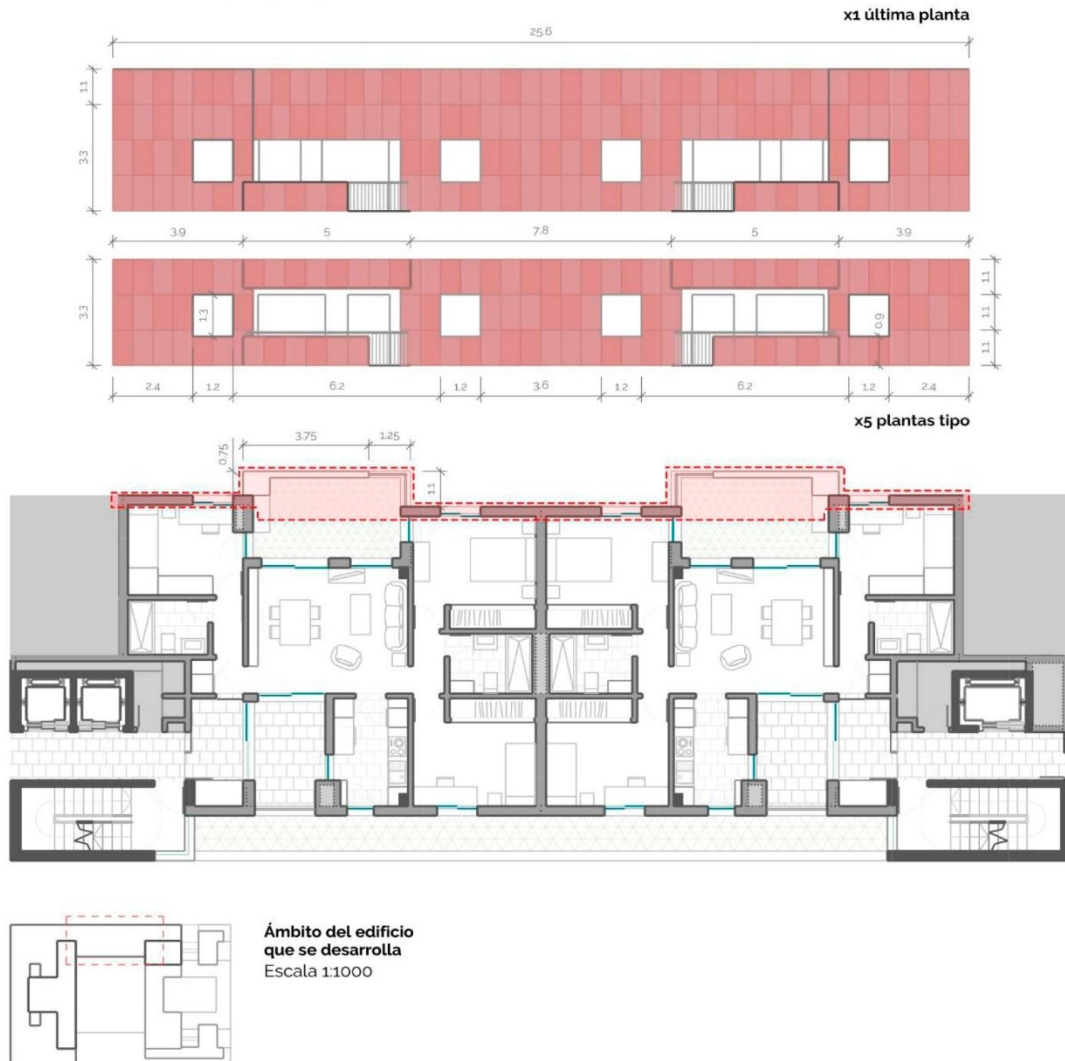 x1 última planta
25.6
1.1
3.3
3.9 5 7.8 5 3.9
3.3
1.3
0.9
1.1
1.1
1.1
2.4 1.2 6.2 1.2 3.6 1.2 6.2 1.2 2.4
x5 plantas tipo
3.75 1.25
0.75
1.1
Ámbito del edificio
que se desarrolla
Escala 1:1000